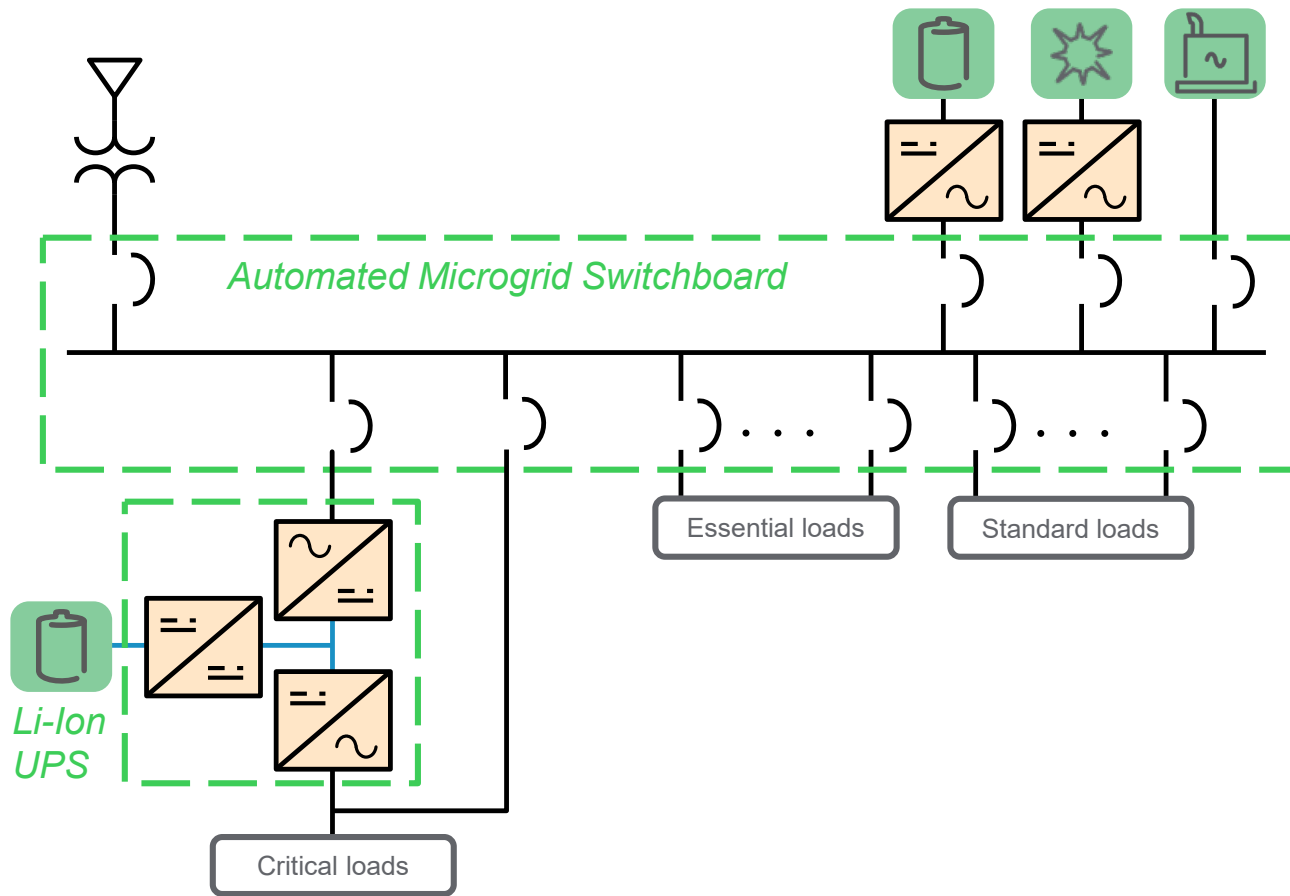 Automated Microgrid Switchboard
. . .
. . .
Essential loads
Standard loads
Li-Ion
UPS
Critical loads